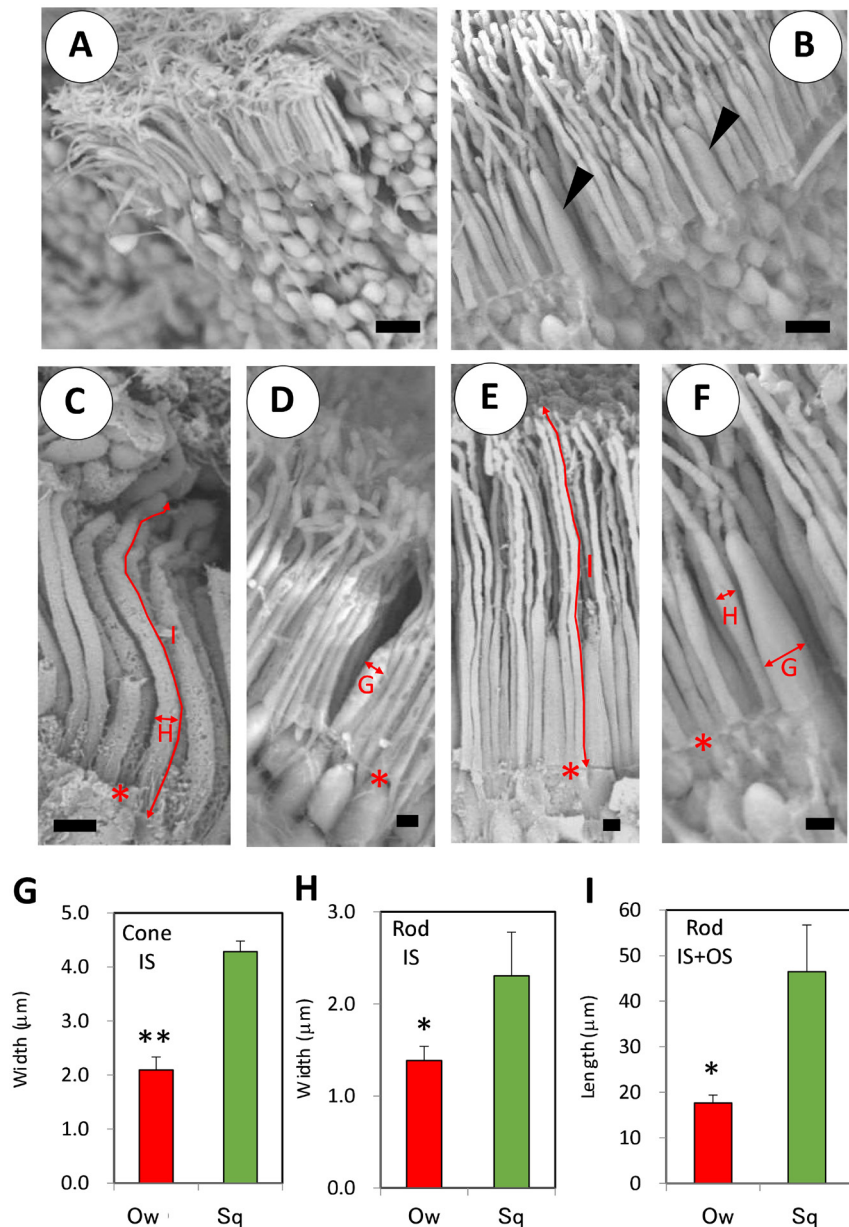 A
B
C
D
E
F
I
H
*
G
*
I
*
H
G
*
G
5.0
4.0
3.0
2.0
1.0
0.0
Width (µm)
Cone
IS
**
Ow
Sq
H
3.0
2.0
1.0
0.0
Width (µm)
Rod
IS
*
Ow
Sq
I
60
50
40
30
20
10
0
Length (µm)
Rod
IS+OS
*
Ow
Sq